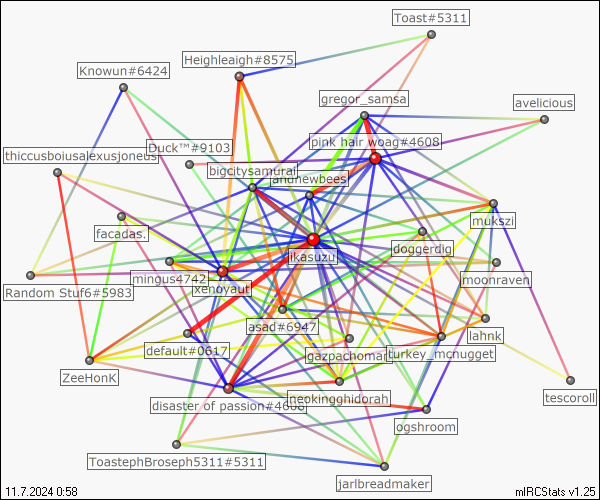 Toast#5311
Heighleaigh#8575
Knowun#6424
gregor_samsa
avelicious
pink hair woag#4608
Duck™#9103
thiccusboiusalexusjoneus
bigcitysamurai
andnewbees
mukszi
facadas.
doggerdig
ikasuzu
mingus4742
moonraven
xenoyaut
Random Stuf6#5983
asad#6947
lahnk
default#0617
gazpachomate
turkey_mcnugget
ZeeHonK
neokingghidorah
tescoroll
disaster of passion#4606
ogshroom
ToastephBroseph5311#5311
jarlbreadmaker
11.7.2024 0:58
mIRCStats v1.25